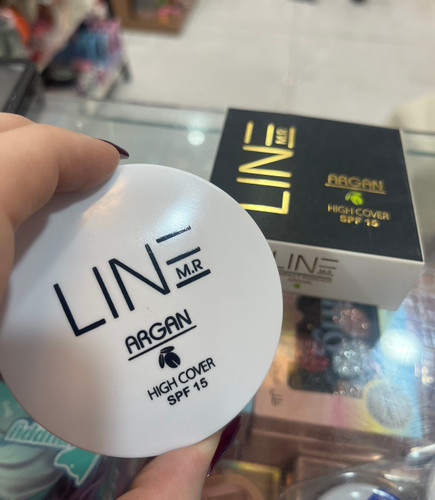 LINE
M.R
ARGAN
HIGH COVER
SPF 15
LINE
M.R
ARGAN
HIGH COVER
SPF 15
LINE
M.R